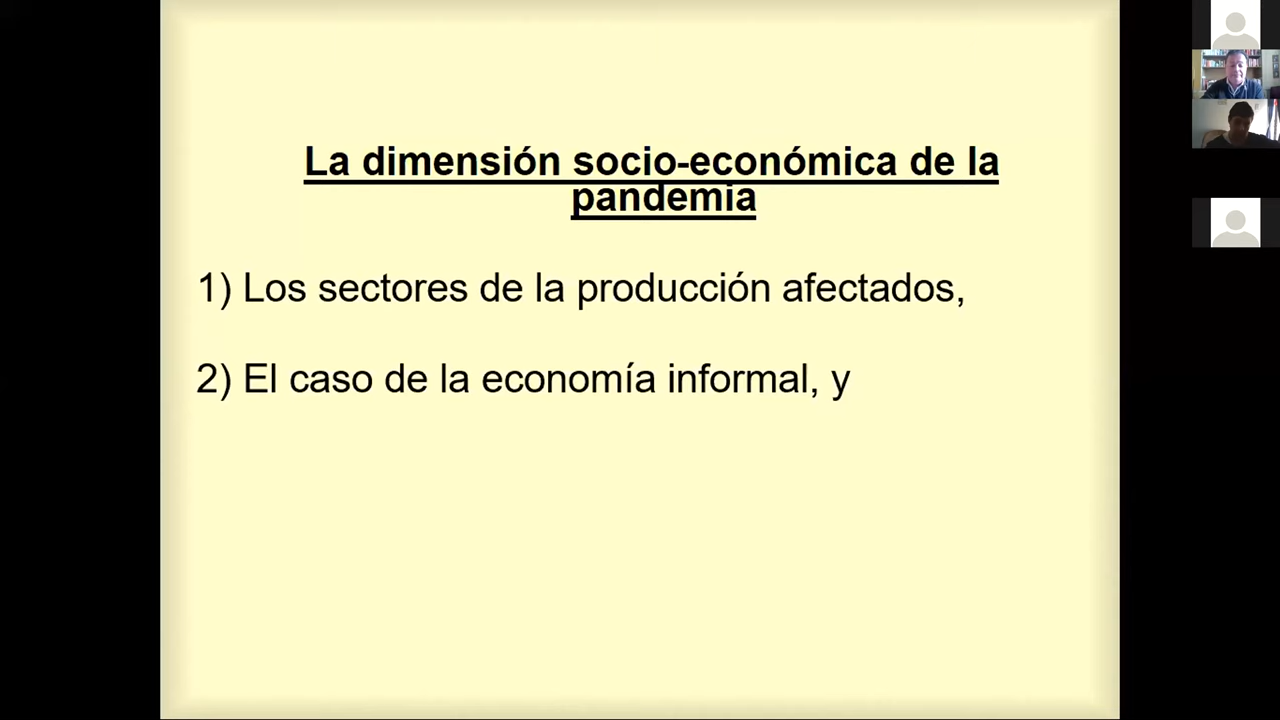 La dimensión socio-económica de la
pandemia
1) Los sectores de la producción afectados,
2) El caso de la economía informal, y